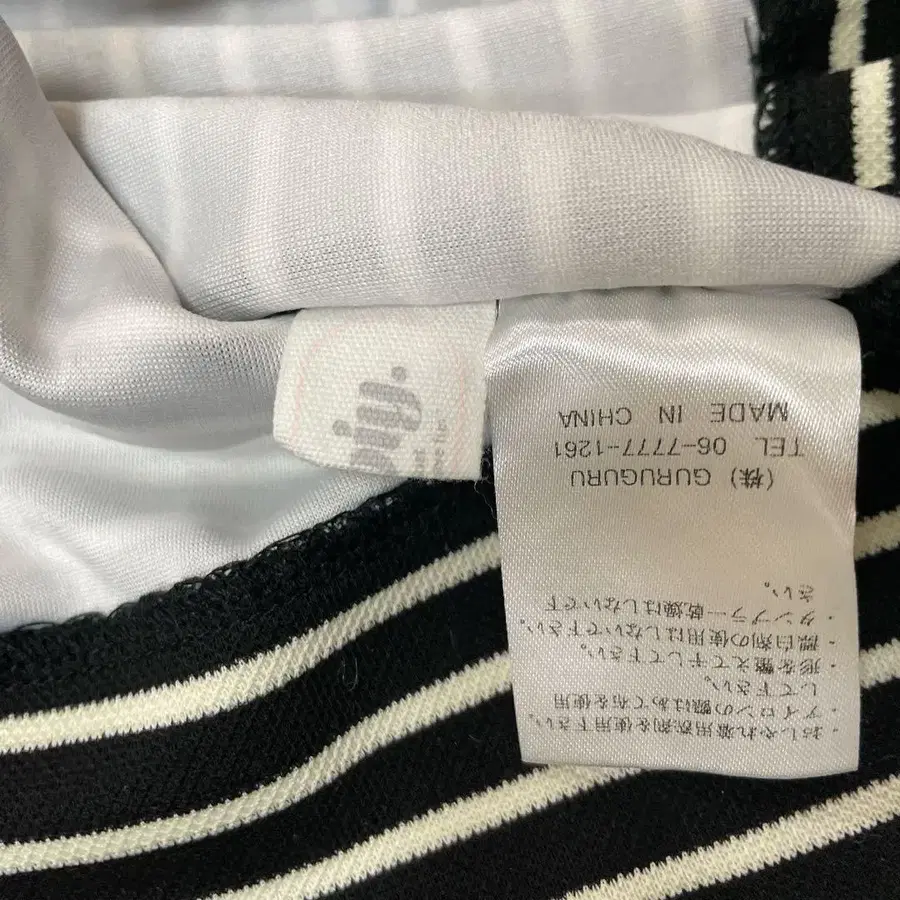 ・おしゃれ着用洗剤を使用下さい。
・アイロンの際はあて布を使用
して下さい。
・形を整えて干して下さい。
・漂白剤の使用はしないで下さい。
・タンブラー乾燥はしないで下
さい。
(株) GURUGURU
TEL 06-7777-1261
MADE IN CHINA